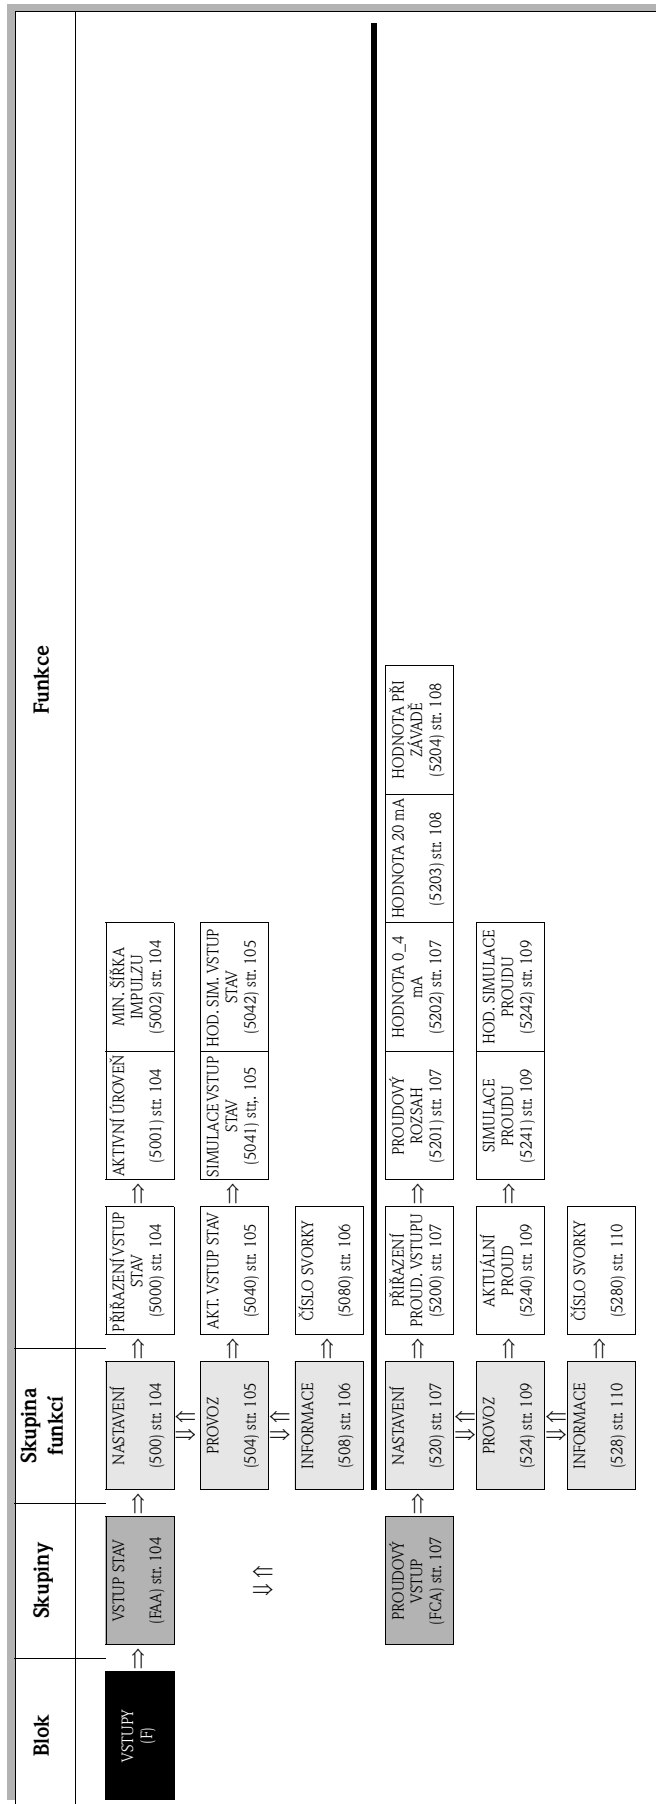 Blok
Skupiny
Skupina
funkcí
Funkce
VSTUPY
(F)
VSTUP STAV
(FAA) str. 104
NASTAVENÍ
(500) str. 104
PŘIŘAZENÍ VSTUP
STAV
(5000) str. 104
AKTIVNÍ ÚROVEŇ
(5001) str. 104
MIN. ŠÍŘKA
IMPULZU
(5002) str. 104
PROVOZ
(504) str. 105
AKT. VSTUP STAV
(5040) str. 105
SIMULACE VSTUP
STAV
(5041) str,. 105
HOD. SIM. VSTUP
STAV
(5042) str. 105
INFORMACE
(508) str. 106
ČÍSLO SVORKY
(5080) str. 106
PROUDOVÝ
VSTUP
(FCA) str. 107
NASTAVENÍ
(520) str. 107
PŘIŘAZENÍ
PROUD. VSTUPU
(5200) str. 107
PROUDOVÝ
ROZSAH
(5201) str. 107
HODNOTA 0_4
mA
(5202) str. 107
HODNOTA 20 mA
(5203) str. 108
HODNOTA PŘI
ZÁVADĚ
(5204) str. 108
PROVOZ
(524) str. 109
AKTUÁLNÍ
PROUD
(5240) str. 109
SIMULACE
PROUDU
(5241) str. 109
HOD. SIMULACE
PROUDU
(5242) str. 109
INFORMACE
(528) str. 110
ČÍSLO SVORKY
(5280) str. 110